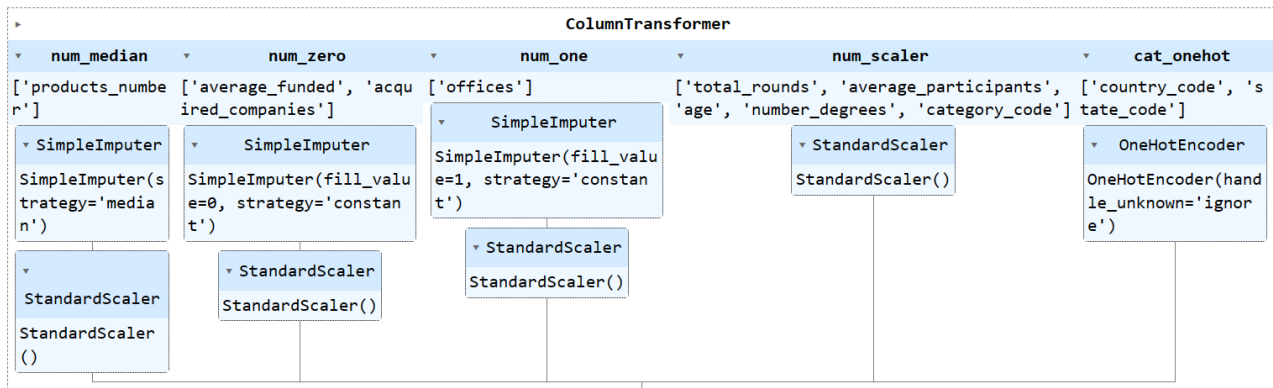 ColumnTransformer
num_median
['products_numbe
r']
SimpleImputer
SimpleImputer(s
trategy='media
n')
StandardScaler
StandardScaler
()
num_zero
['average_funded', 'acqu
ired_companies']
SimpleImputer
SimpleImputer(fill_val
ue=0, strategy='constan
t')
StandardScaler
StandardScaler()
num_one
['offices']
SimpleImputer
SimpleImputer(fill_valu
e=1, strategy='constan
t')
StandardScaler
StandardScaler()
num_scaler
['total_rounds', 'average_participants',
'age', 'number_degrees', 'category_code']
StandardScaler
StandardScaler()
cat_onehot
['country_code', 's
tate_code']
OneHotEncoder
OneHotEncoder(hand
le_unknown='ignor
e')